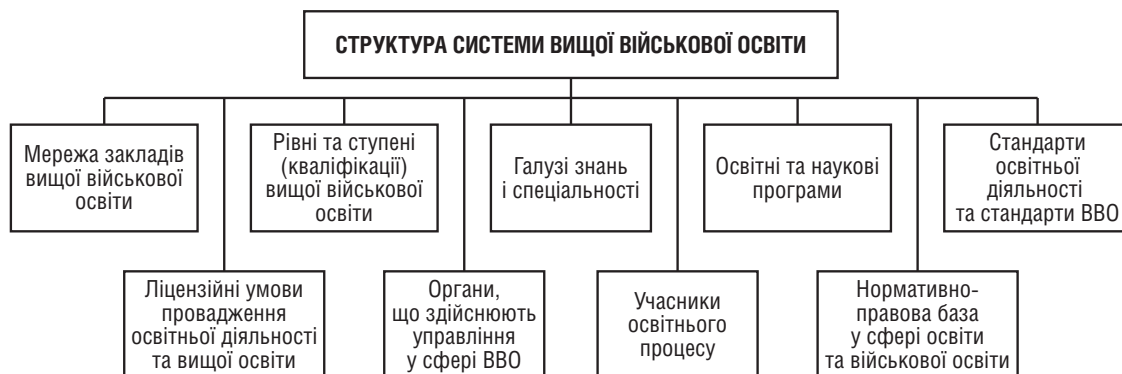 СТРУКТУРА СИСТЕМИ ВИЩОЇ ВІЙСЬКОВОЇ ОСВІТИ
Мережа закладів
вищої військової
освіти
Рівні та ступені
(кваліфікації)
вищої військової
освіти
Галузі знань
і спеціальності
Освітні та наукові
програми
Стандарти
освітньої
діяльності
та стандарти ВВО
Ліцензійні умови
провадження
освітньої діяльності
та вищої освіти
Органи,
що здійснюють
управління
у сфері ВВО
Учасники
освітнього
процесу
Нормативно-
правова база
у сфері освіти
та військової освіти